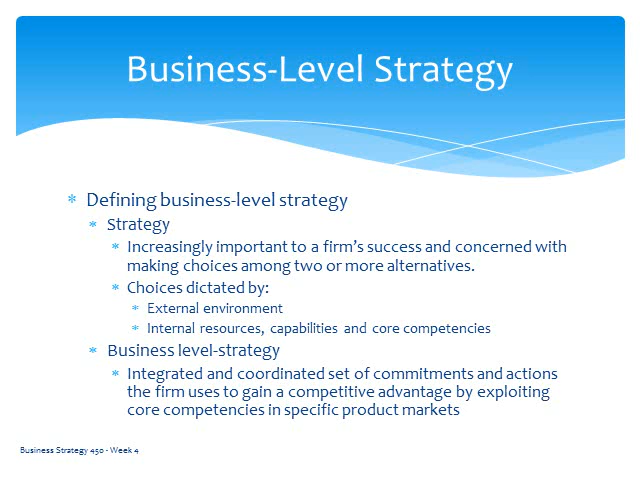 Business-Level Strategy
* Defining business-level strategy
* Strategy
* Increasingly important to a firm's success and concerned with
making choices among two or more alternatives.
* Choices dictated by:
* External environment
* Internal resources, capabilities and core competencies
* Business level-strategy
* Integrated and coordinated set of commitments and actions
the firm uses to gain a competitive advantage by exploiting
core competencies in specific product markets
Business Strategy 450 - Week 4